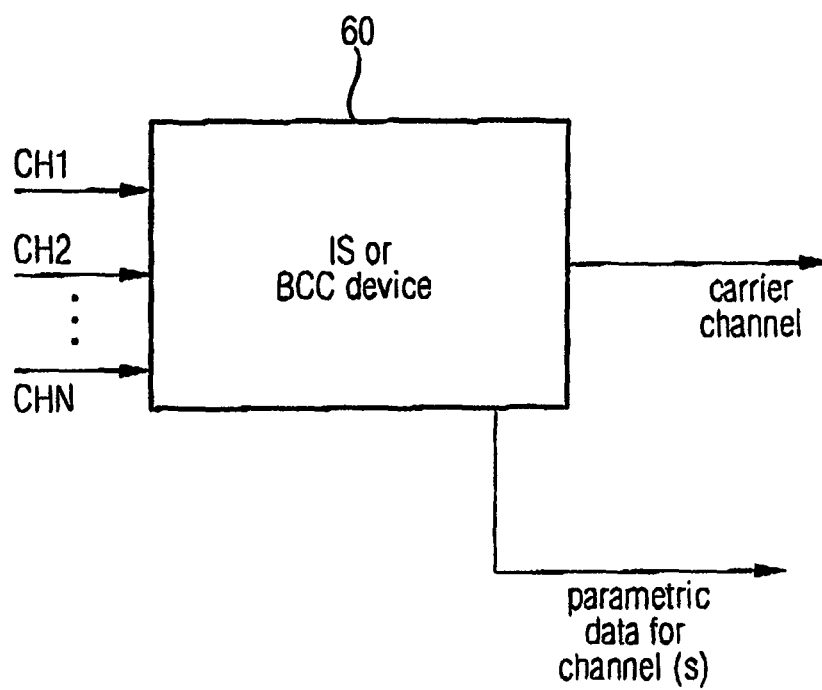 60
CH1
CH2
CHN
IS or
BCC device
carrier
channel
parametric
data for
channel (s)